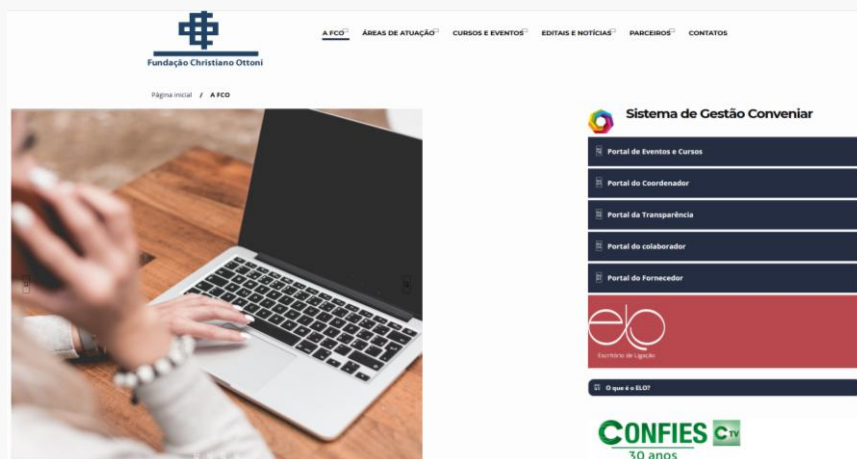 Fundação Christiano Ottoni
A FCO ÁREAS DE ATUAÇÃO CURSOS E EVENTOS EDITAIS E NOTÍCIAS PARCEIROS CONTATOS
Página inicial / A FCO
Sistema de Gestão Conveniar
Portal de Eventos e Cursos
Portal do Coordenador
Portal da Transparência
Portal do colaborador
Portal do Fornecedor
elo
Escritório de Ligação
O que é o ELO?
CONFIES CTV
30 anos